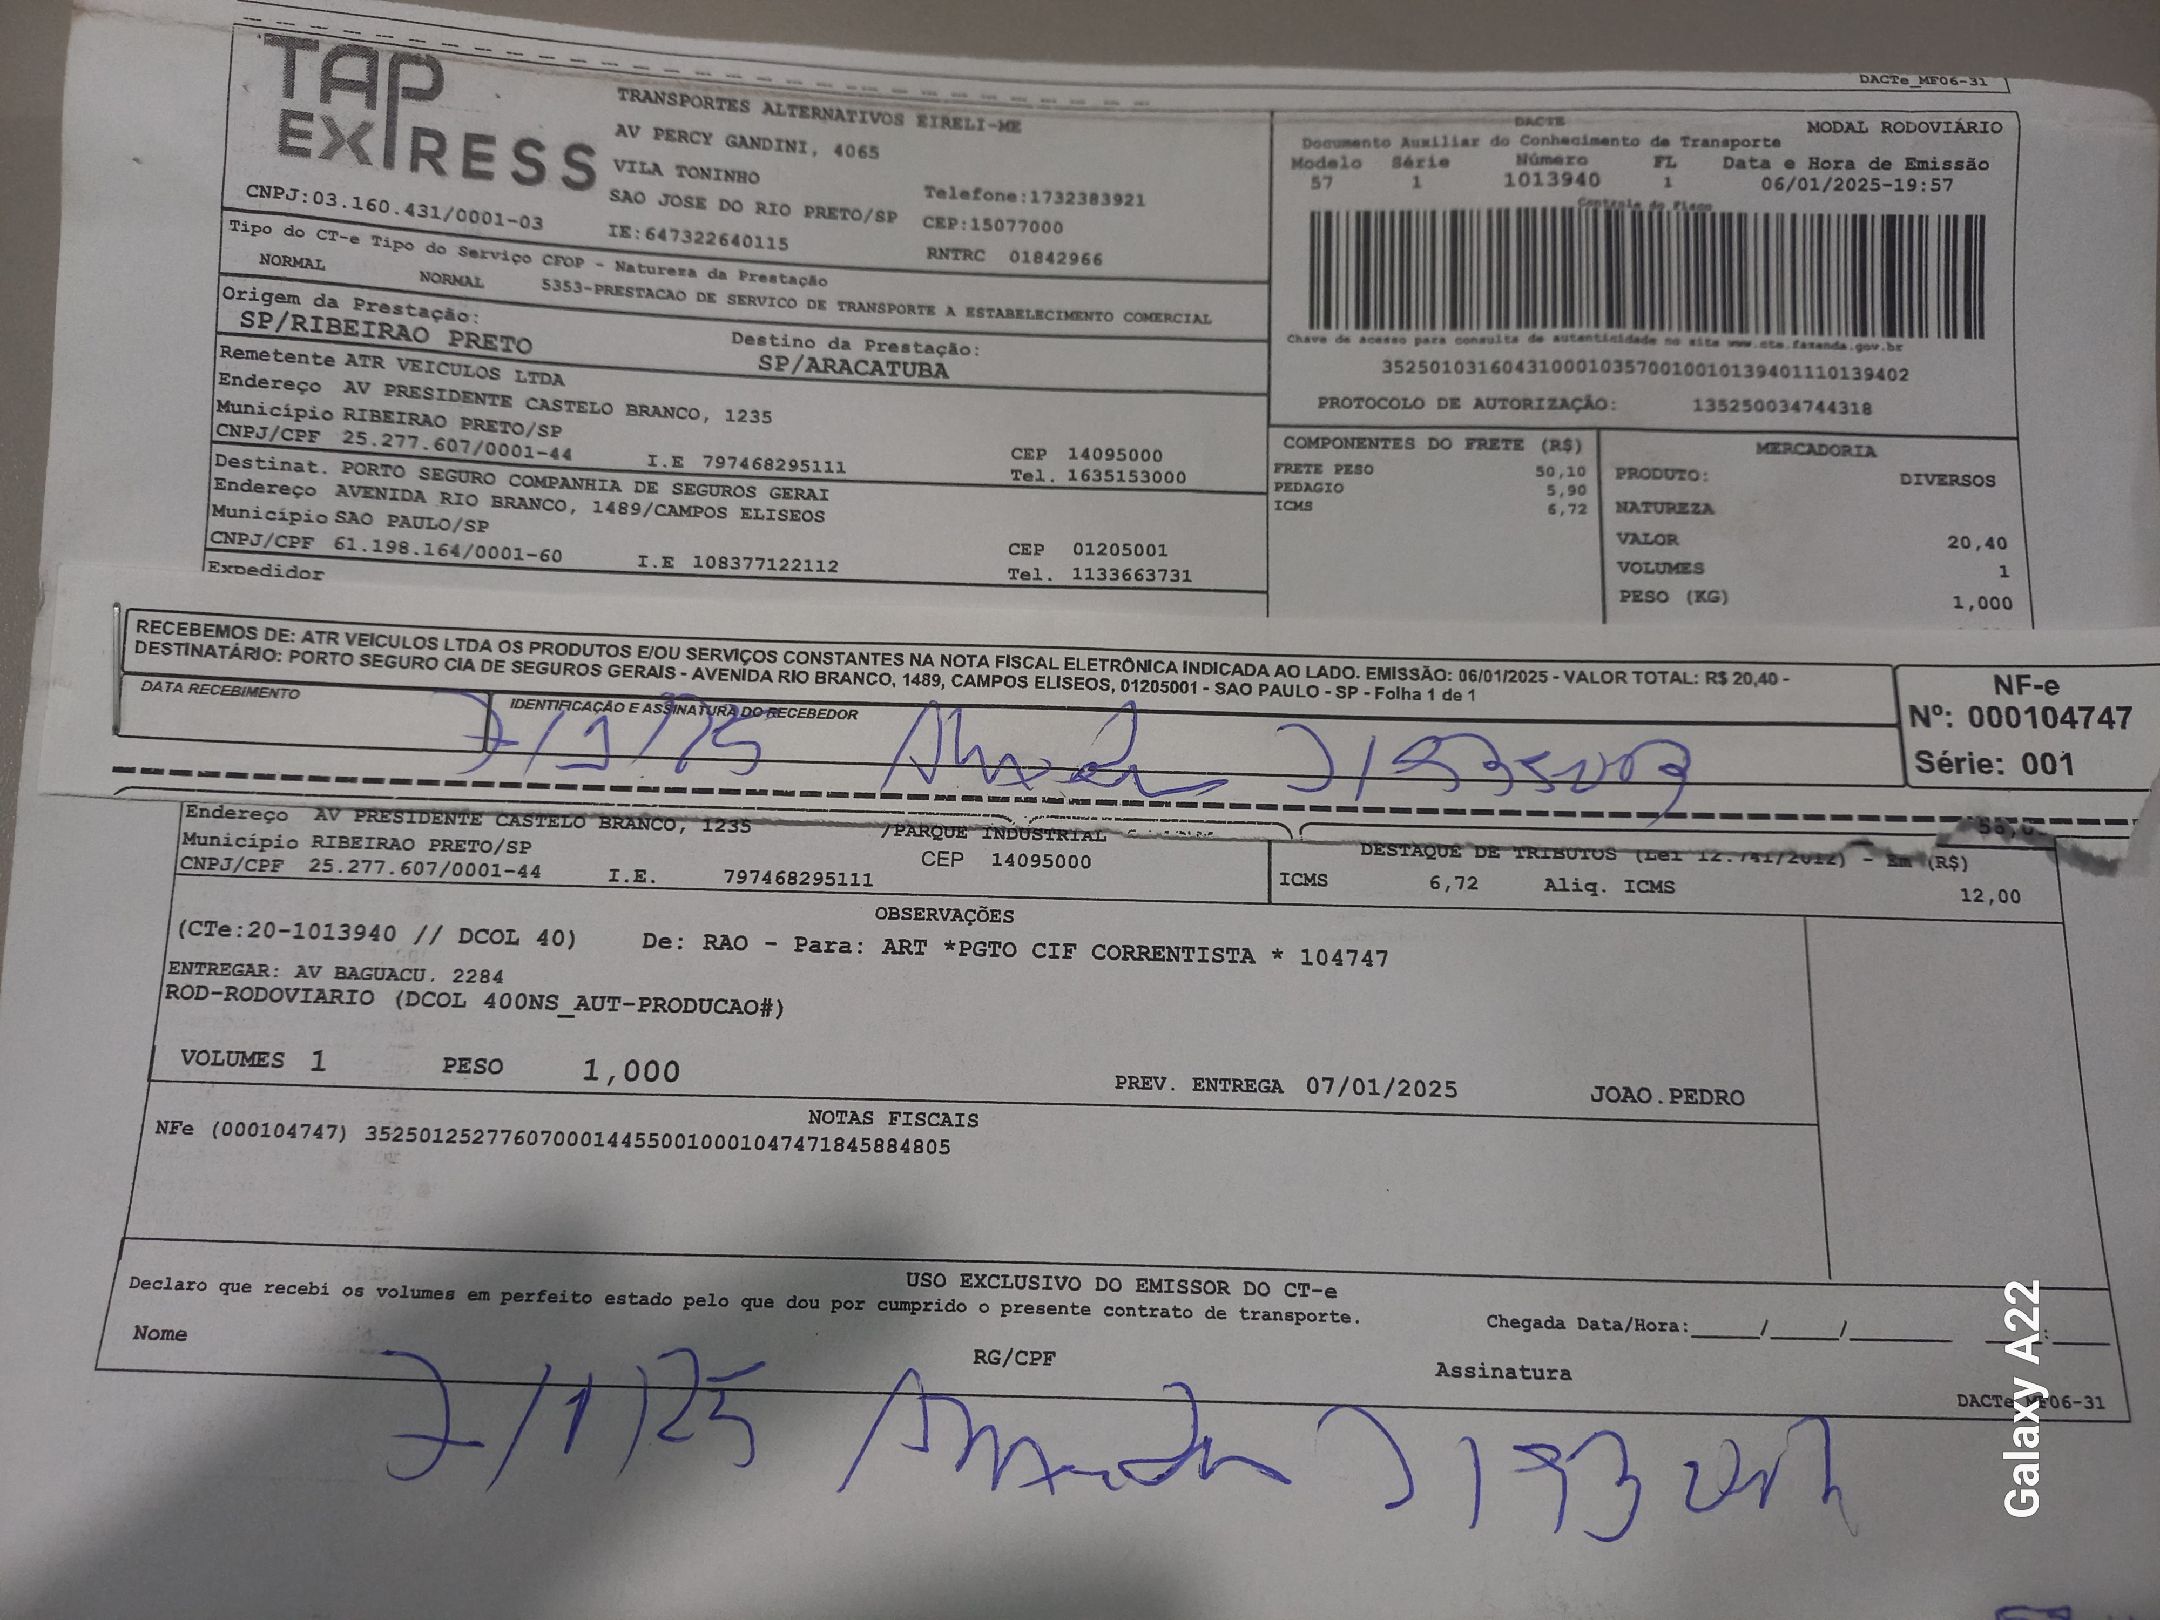 DACTe_MF06-31
TAP EXPRESS
TRANSPORTES ALTERNATIVOS EIRELI-ME
AV PERCY GANDINI, 4065
VILA TONINHO
SAO JOSE DO RIO PRETO/SP
Telefone:1732383921
CEP:15077000
CNPJ:03.160.431/0001-03
IE:647322640115
RNTRC 01842966
Tipo do CT-e Tipo do Serviço CFOP - Natureza da Prestação
NORMAL NORMAL 5353-PRESTACAO DE SERVICO DE TRANSPORTE A ESTABELECIMENTO COMERCIAL
Origem da Prestação: Destino da Prestação:
SP/RIBEIRAO PRETO SP/ARACATUBA
Remetente ATR VEICULOS LTDA
Endereço AV PRESIDENTE CASTELO BRANCO, 1235
Município RIBEIRAO PRETO/SP CEP 14095000
CNPJ/CPF 25.277.607/0001-44 I.E 797468295111 Tel. 1635153000
Destinat. PORTO SEGURO COMPANHIA DE SEGUROS GERAI
Endereço AVENIDA RIO BRANCO, 1489/CAMPOS ELISEOS
Município SAO PAULO/SP CEP 01205001
CNPJ/CPF 61.198.164/0001-60 I.E 108377122112 Tel. 1133663731
Expedidor
DACTE MODAL RODOVIÁRIO
Documento Auxiliar do Conhecimento de Transporte
Modelo Série Número FL Data e Hora de Emissão
57 1 1013940 1 06/01/2025-19:57
Controle do Fisco
Chave de acesso para consulta de autenticidade no site www.cte.fazenda.gov.br
35250103160431000103570010010139401110139402
PROTOCOLO DE AUTORIZAÇÃO: 135250034744318
COMPONENTES DO FRETE (R$)
FRETE PESO 50,10
PEDAGIO 5,90
ICMS 6,72
MERCADORIA
PRODUTO: DIVERSOS
NATUREZA
VALOR 20,40
VOLUMES 1
PESO (KG) 1,000
RECEBEMOS DE: ATR VEICULOS LTDA OS PRODUTOS E/OU SERVIÇOS CONSTANTES NA NOTA FISCAL ELETRÔNICA INDICADA AO LADO. EMISSÃO: 06/01/2025 - VALOR TOTAL: R$ 20,40 -
DESTINATÁRIO: PORTO SEGURO CIA DE SEGUROS GERAIS - AVENIDA RIO BRANCO, 1489, CAMPOS ELISEOS, 01205001 - SAO PAULO - SP - Folha 1 de 1
DATA RECEBIMENTO IDENTIFICAÇÃO E ASSINATURA DO RECEBEDOR
7/1/25
NF-e
Nº: 000104747
Série: 001
Endereço AV PRESIDENTE CASTELO BRANCO, 1235 /PARQUE INDUSTRIAL
Município RIBEIRAO PRETO/SP CEP 14095000
CNPJ/CPF 25.277.607/0001-44 I.E. 797468295111
DESTAQUE DE TRIBUTOS (Lei 12.741/2012) - Em (R$)
ICMS 6,72 Aliq. ICMS 12,00
OBSERVAÇÕES
(CTe:20-1013940 // DCOL 40) De: RAO - Para: ART *PGTO CIF CORRENTISTA * 104747
ENTREGAR: AV BAGUACU, 2284
ROD-RODOVIARIO (DCOL 400NS_AUT-PRODUCAO#)
VOLUMES 1 PESO 1,000 PREV. ENTREGA 07/01/2025 JOAO.PEDRO
NOTAS FISCAIS
NFe (000104747) 35250125277607000144550010001047471845884805
USO EXCLUSIVO DO EMISSOR DO CT-e
Declaro que recebi os volumes em perfeito estado pelo que dou por cumprido o presente contrato de transporte.
Chegada Data/Hora:_____/_____/_________ ___:_____
Nome RG/CPF Assinatura
7/1/25
DACTe_MF06-31
Galaxy A22